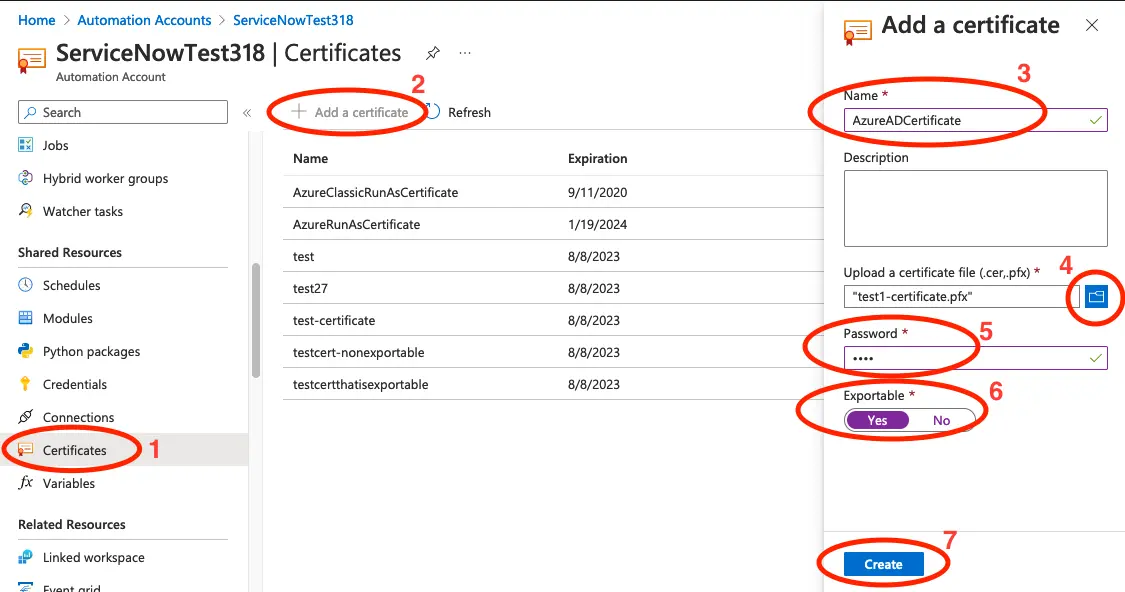 Home > Automation Accounts > ServiceNowTest318
ServiceNowTest318 | Certificates
Automation Account
Search
«
Jobs
Hybrid worker groups
Watcher tasks
Shared Resources
Schedules
Modules
Python packages
Credentials
Connections
Certificates
1
Variables
Related Resources
Linked workspace
Event grid
2
Add a certificate
Refresh
Name Expiration
AzureClassicRunAsCertificate 9/11/2020
AzureRunAsCertificate 1/19/2024
test 8/8/2023
test27 8/8/2023
test-certificate 8/8/2023
testcert-nonexportable 8/8/2023
testcertthatisexportable 8/8/2023
Add a certificate
3
Name *
AzureADCertificate
Description
Upload a certificate file (.cer,.pfx) *
4
"test1-certificate.pfx"
Password *
5
••••
Exportable *
6
Yes No
7
Create